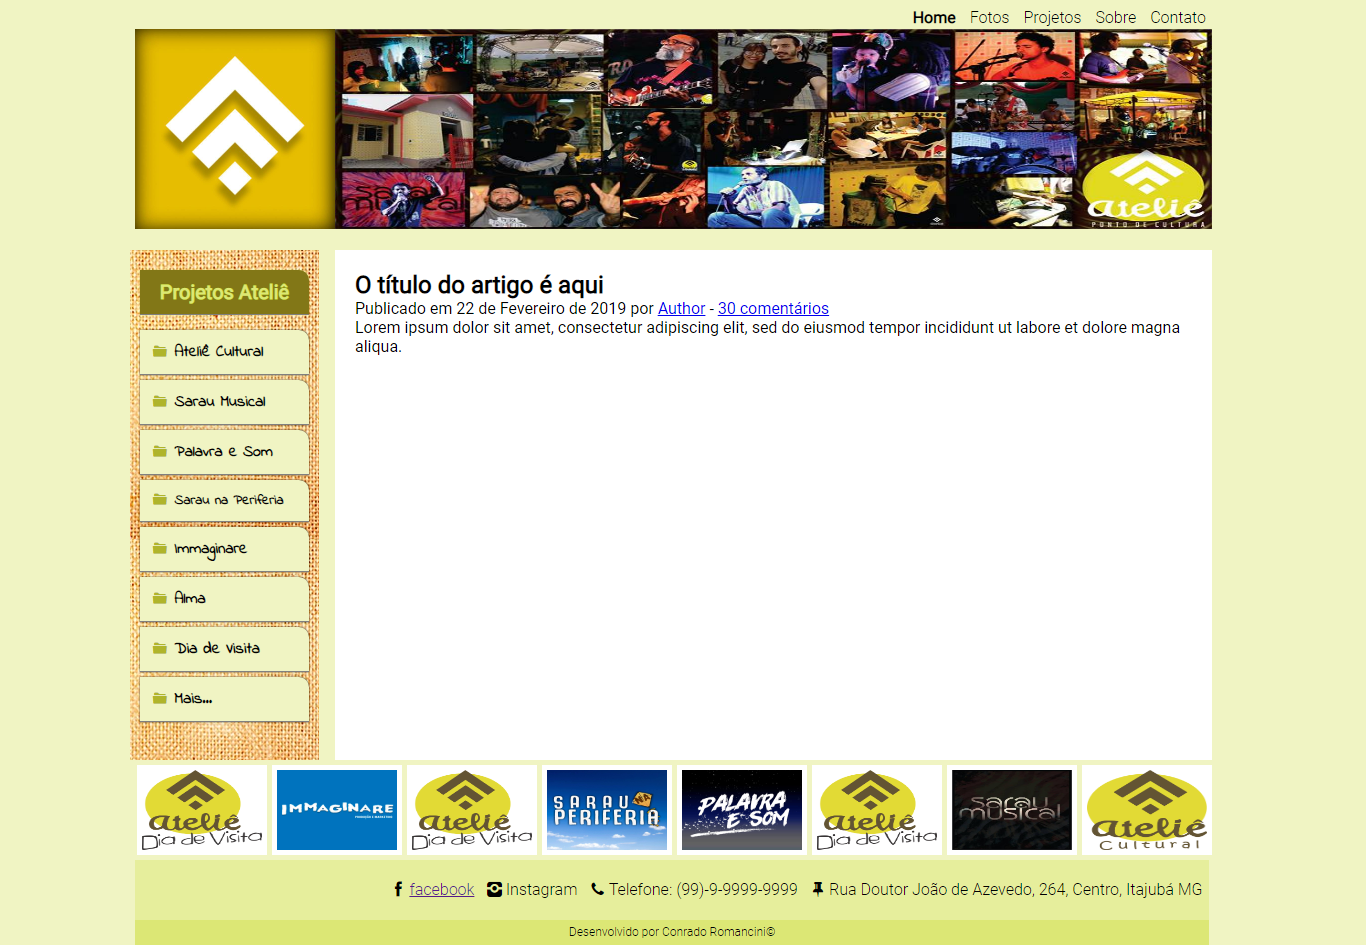 Home Fotos Projetos Sobre Contato
SARAU
MUSICAL
Ateliê
PONTO DE CULTURA
Projetos Ateliê
Ateliê Cultural
Sarau Musical
Palavra e Som
Sarau na Periferia
Immaginare
Alma
Dia de Visita
Mais...
O título do artigo é aqui
Publicado em 22 de Fevereiro de 2019 por Author - 30 comentários
Lorem ipsum dolor sit amet, consectetur adipiscing elit, sed do eiusmod tempor incididunt ut labore et dolore magna
aliqua.
ateliê
Dia de Visita
IMMAGINARE
ateliê
Dia de Visita
SARAU NA
PERIFERIA
PALAVRA
E SOM
ateliê
Dia de Visita
sarau
musical
ateliê
Cultural
facebook Instagram Telefone: (99)-9-9999-9999 Rua Doutor João de Azevedo, 264, Centro, Itajubá MG
Desenvolvido por Conrado Romancini©